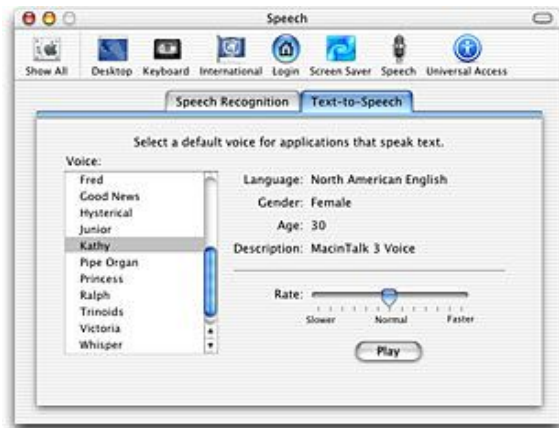 Speech
Show All Desktop Keyboard International Login Screen Saver Speech Universal Access
Speech Recognition Text-to-Speech
Select a default voice for applications that speak text.
Voice:
Fred
Good News
Hysterical
Junior
Kathy
Pipe Organ
Princess
Ralph
Trinoids
Victoria
Whisper
Language: North American English
Gender: Female
Age: 30
Description: MacinTalk 3 Voice
Rate:
Slower Normal Faster
Play